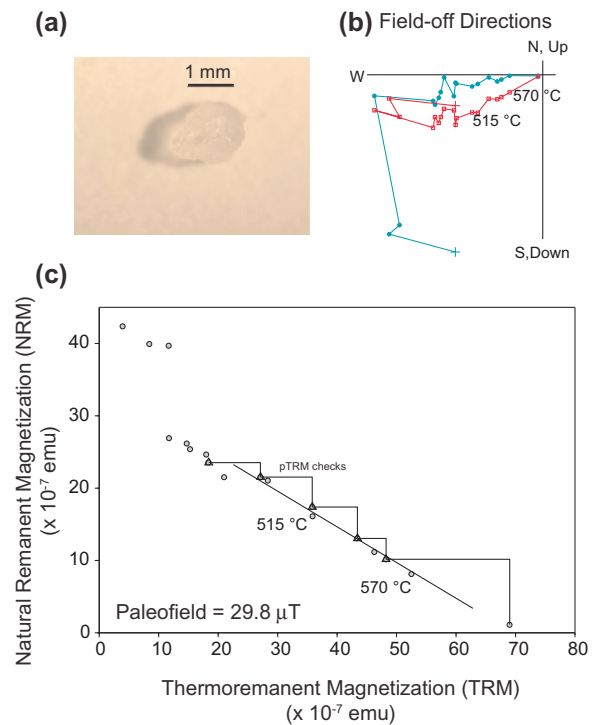 (a)
1 mm
(b) Field-off Directions
N, Up
W
570 °C
515 °C
S,Down
(c)
Natural Remanent Magnetization (NRM)
(x 10⁻⁷ emu)
40
30
20
10
0
pTRM checks
515 °C
570 °C
Paleofield = 29.8 μT
0 10 20 30 40 50 60 70 80
Thermoremanent Magnetization (TRM)
(x 10⁻⁷ emu)